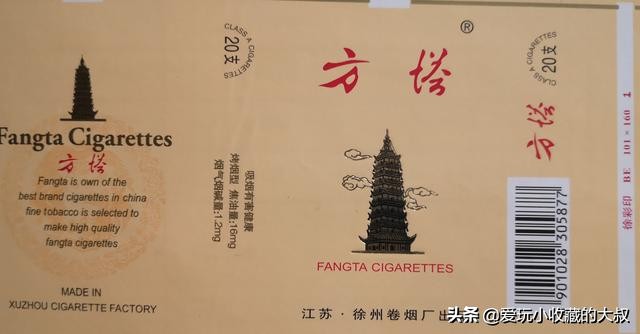 Fangta Cigarettes
方塔
Fangta is own of the
best brand cigarettes in china
fine tobacco is selected to
make high quality
fangta cigarettes
MADE IN
XUZHOU CIGARETTE FACTORY
CLASS A CIGARETTES
20支
吸烟有害健康
烤烟型 焦油量:16mg
烟气烟碱量:1.2mg
®
方塔
FANGTA CIGARETTES
江苏·徐州卷烟厂出
CLASS A CIGARETTES
20支
方塔
901028 305877
徐彩印 BE 101×160 1
头条 @爱玩小收藏的大叔